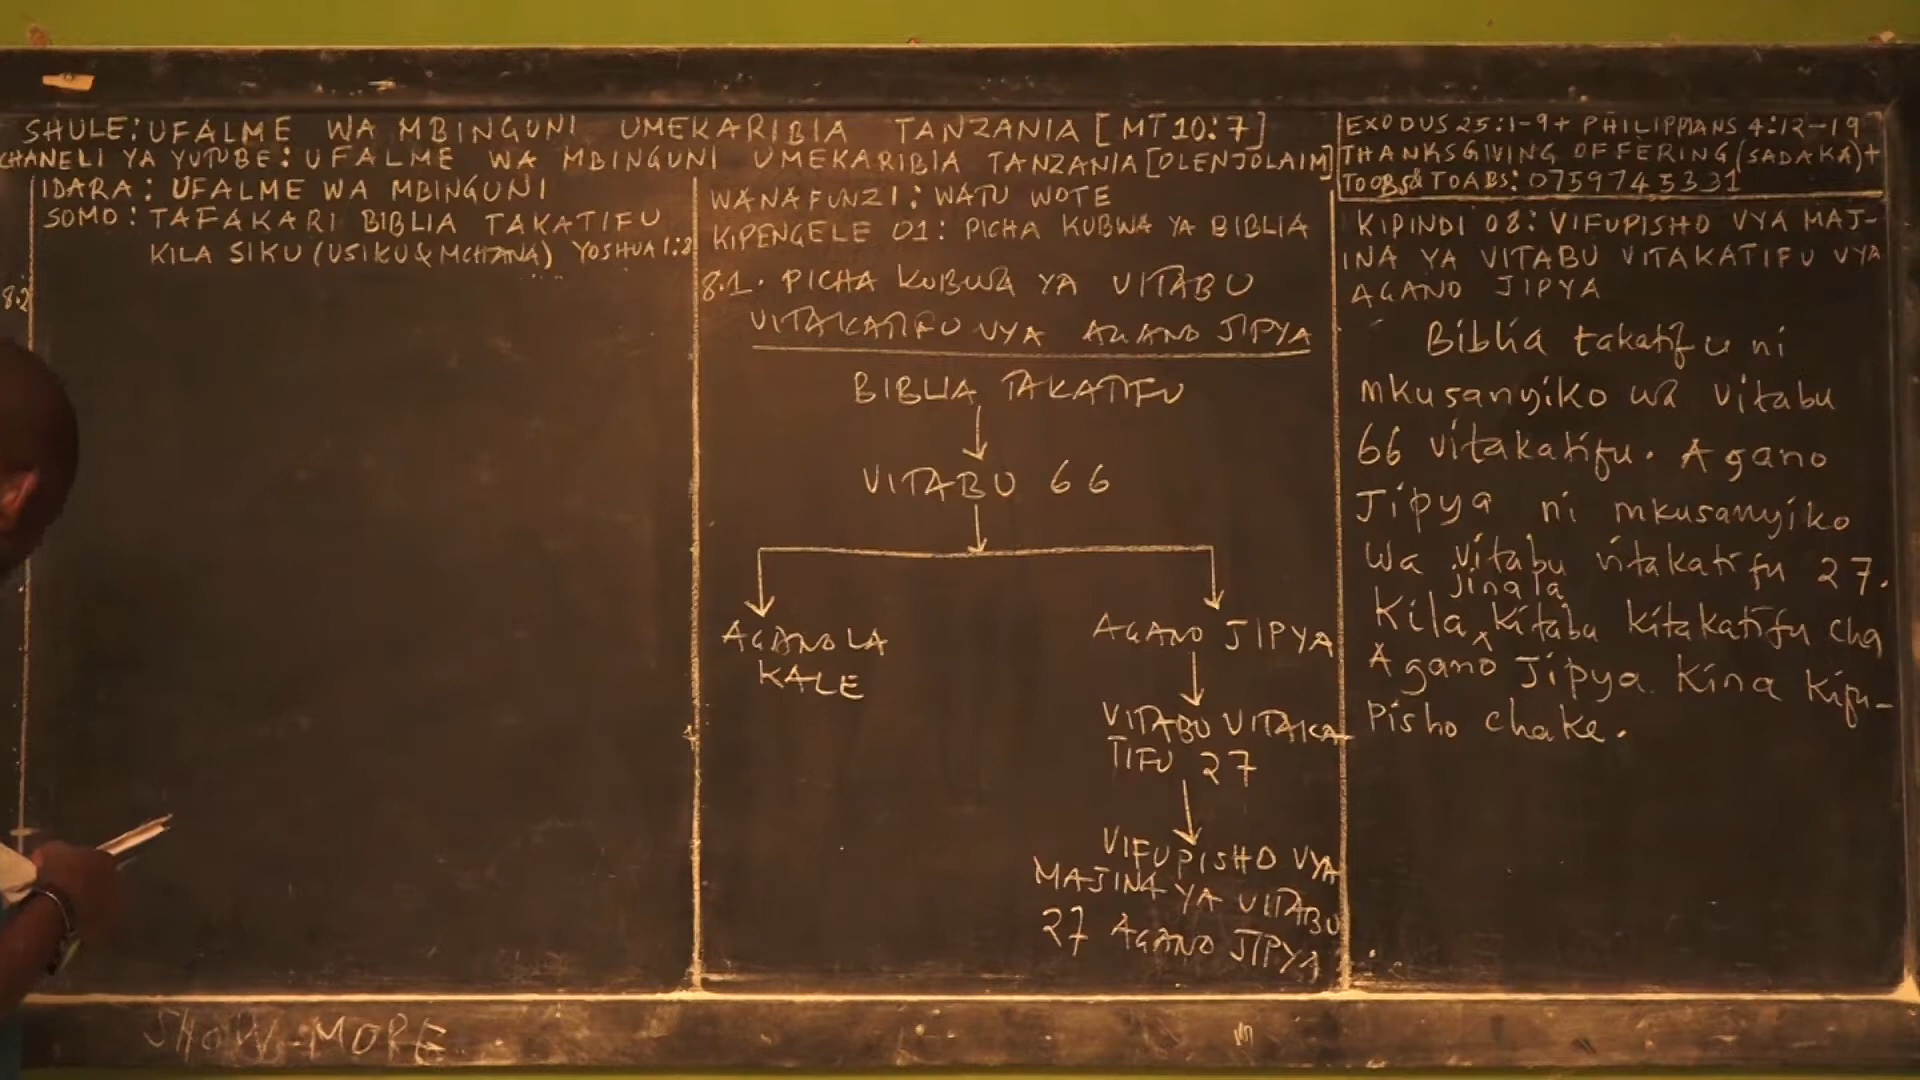 SHULE: UFALME WA MBINGUNI UMEKARIBIA TANZANIA [MT 10:7]
CHANELI YA YUTUBE: UFALME WA MBINGUNI UMEKARIBIA TANZANIA [OLENJOLAIM]
IDARA: UFALME WA MBINGUNI
SOMO: TAFAKARI BIBLIA TAKATIFU
KILA SIKU (USIKU & MCHANA) YOSHUA 1:8
8.2
WANAFUNZI: WATU WOTE
KIPENGELE 01: PICHA KUBWA YA BIBLIA
8.1. PICHA KUBWA YA VITABU
VITAKATIFU VYA AGANO JIPYA
BIBLIA TAKATIFU
VITABU 66
AGANO LA
KALE
AGANO JIPYA
VITABU VITAKA
TIFU 27
VIFUPISHO VYA
MAJINA YA VITABU
27 AGANO JIPYA
EXODUS 25:1-9 + PHILIPPIANS 4:12-19
THANKSGIVING OFFERING (SADAKA) +
TOOBS & TOABS: 0759745331
KIPINDI 08: VIFUPISHO VYA MAJ-
INA YA VITABU VITAKATIFU VYA
AGANO JIPYA
Biblia takatifu ni
mkusanyiko wa vitabu
66 vitakatifu. Agano
Jipya ni mkusanyiko
wa vitabu vitakatifu 27.
jina la
Kila ^ kitabu kitakatifu cha
Agano Jipya kina kifu-
pisho chake.
SHOW MORE